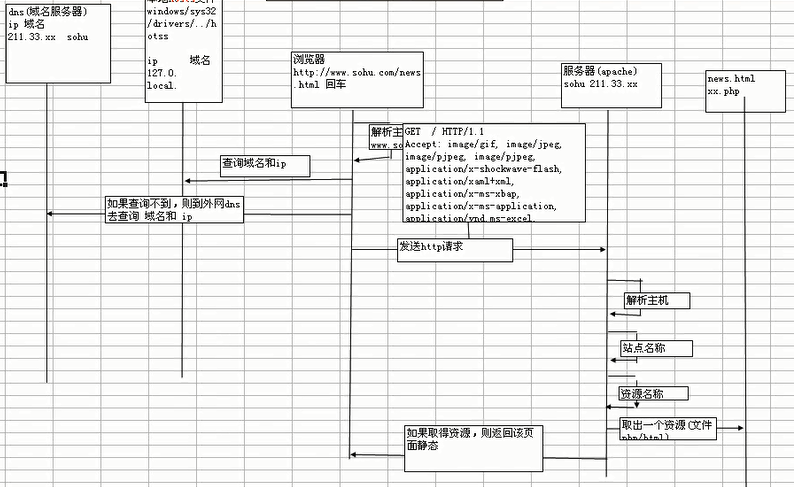 dns(域名服务器)
ip 域名
211.33.xx sohu
windows/sys32
/drivers/../h
otss
ip 域名
127.0.
local.
浏览器
http://www.sohu.com/news
.html 回车
服务器(apache)
sohu 211.33.xx
news.html
xx.php
解析主
www.so
GET / HTTP/1.1
Accept: image/gif, image/jpeg,
image/pjpeg, image/pjpeg,
application/x-shockwave-flash,
application/xaml+xml,
application/x-ms-xbap,
application/x-ms-application,
application/vnd.ms-excel,
查询域名和ip
如果查询不到，则到外网dns
去查询 域名和 ip
发送http请求
解析主机
站点名称
资源名称
取出一个资源(文件
php/html)
如果取得资源，则返回该页
面静态